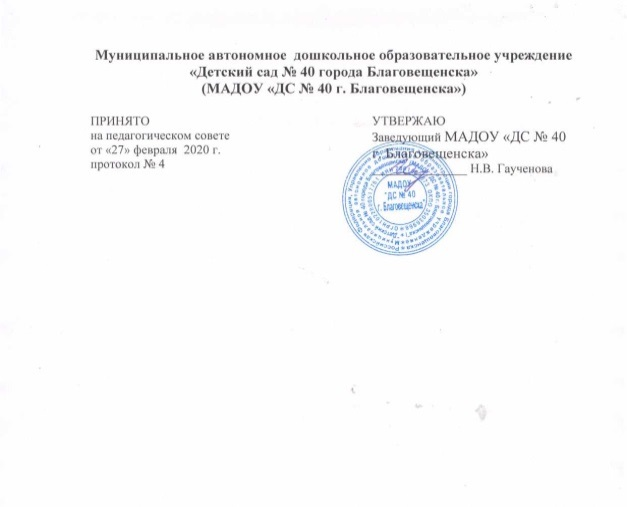 Муниципальное автономное дошкольное образовательное учреждение
«Детский сад № 40 города Благовещенска»
(МАДОУ «ДС № 40 г. Благовещенска»)
ПРИНЯТО
на педагогическом совете
от «27» февраля 2020 г.
протокол № 4
УТВЕРЖАЮ
Заведующий МАДОУ «ДС № 40
г. Благовещенска»
Н.В. Гаученова
МАДОУ
"ДС № 40
г. Благовещенска"